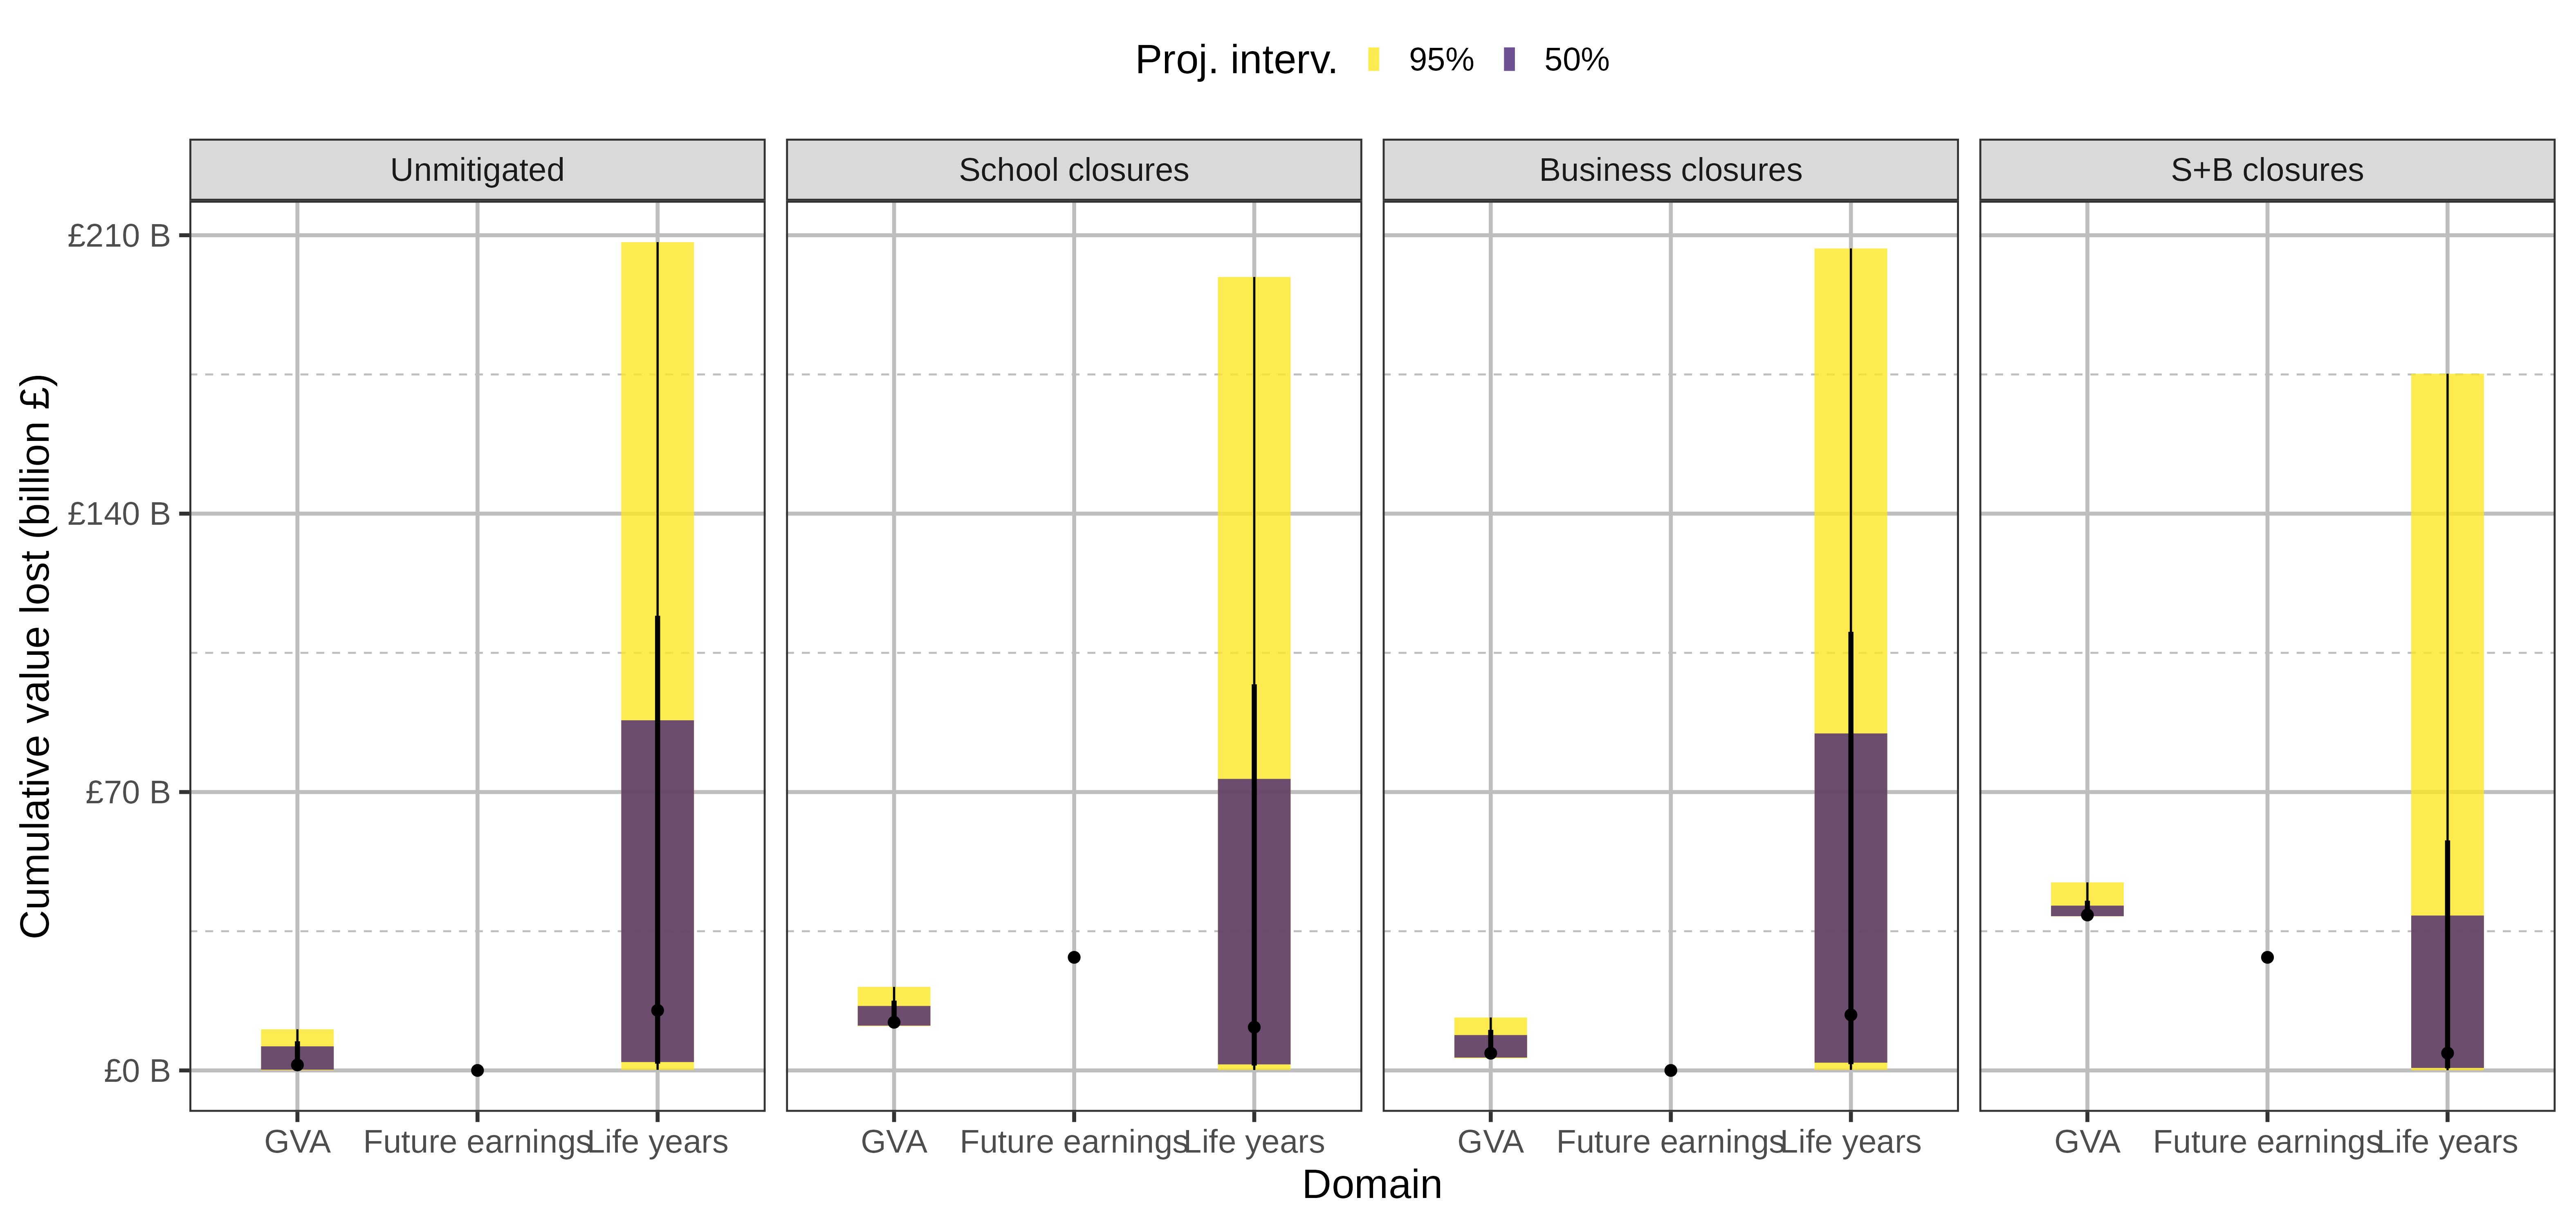 Proj. interv. 95% 50%
Unmitigated School closures Business closures S+B closures
Cumulative value lost (billion £)
£210 B
£140 B
£70 B
£0 B
GVA Future earnings Life years GVA Future earnings Life years GVA Future earnings Life years GVA Future earnings Life years
Domain